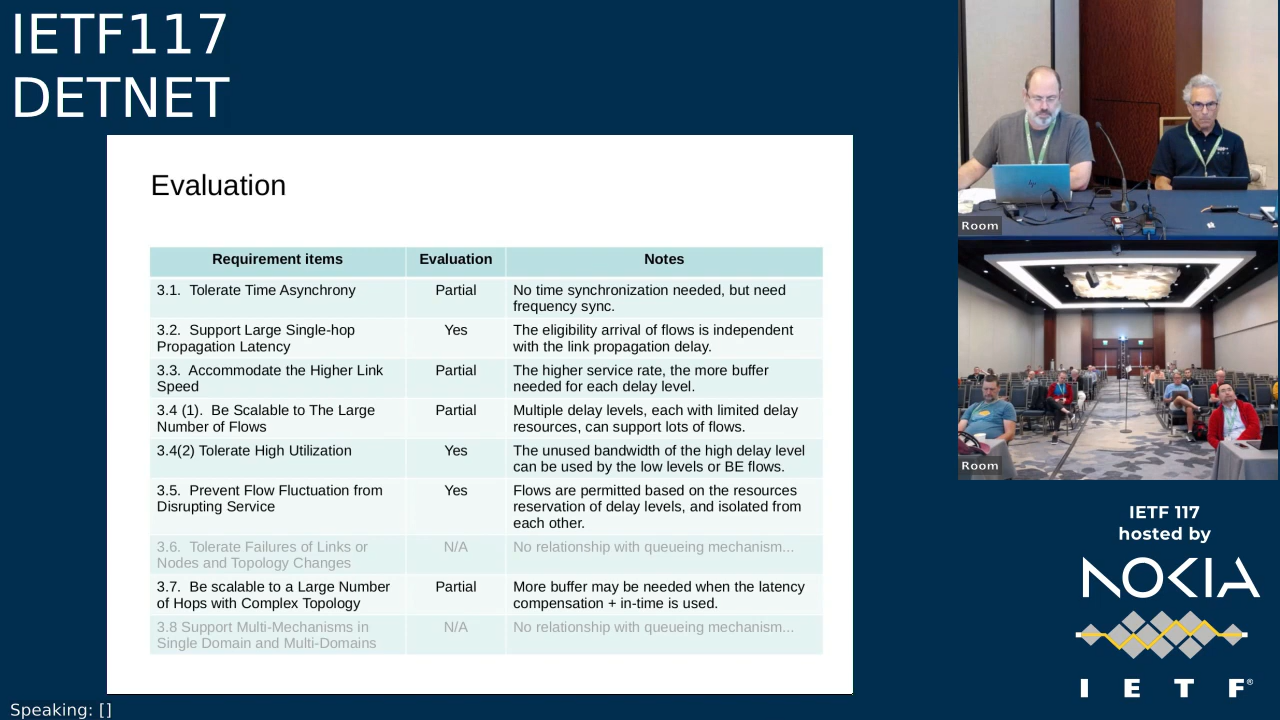 IETF117
DETNET
Evaluation
Requirement items Evaluation Notes
3.1. Tolerate Time Asynchrony Partial No time synchronization needed, but need
frequency sync.
3.2. Support Large Single-hop Yes The eligibility arrival of flows is independent
Propagation Latency with the link propagation delay.
3.3. Accommodate the Higher Link Partial The higher service rate, the more buffer
Speed needed for each delay level.
3.4 (1). Be Scalable to The Large Partial Multiple delay levels, each with limited delay
Number of Flows resources, can support lots of flows.
3.4(2) Tolerate High Utilization Yes The unused bandwidth of the high delay level
can be used by the low levels or BE flows.
3.5. Prevent Flow Fluctuation from Yes Flows are permitted based on the resources
Disrupting Service reservation of delay levels, and isolated from
each other.
3.6. Tolerate Failures of Links or N/A No relationship with queueing mechanism...
Nodes and Topology Changes
3.7. Be scalable to a Large Number Partial More buffer may be needed when the latency
of Hops with Complex Topology compensation + in-time is used.
3.8 Support Multi-Mechanisms in N/A No relationship with queueing mechanism...
Single Domain and Multi-Domains
Room
Room
IETF 117
hosted by
NOKIA
I E T F®
Speaking: []